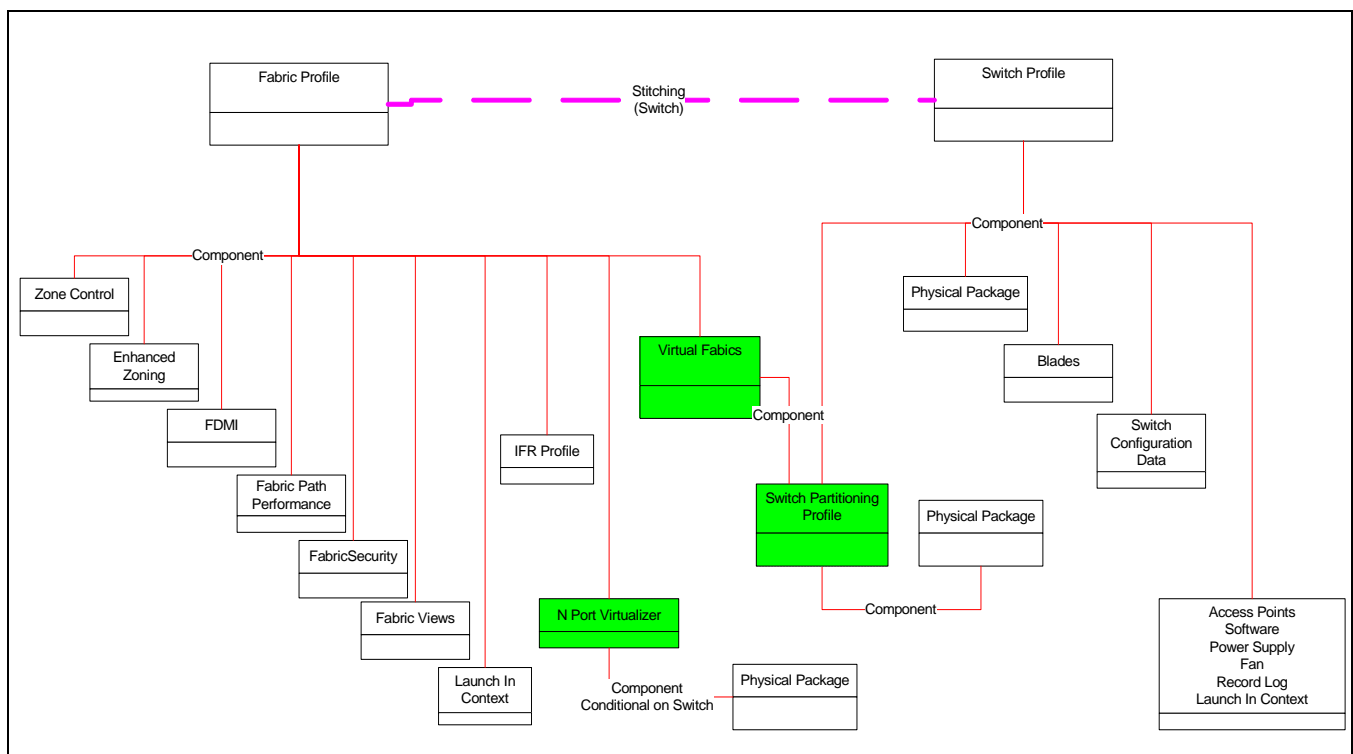 Fabric Profile
Switch Profile
Stitching
(Switch)
Component
Component
Zone Control
Physical Package
Enhanced
Zoning
Virtual Fabics
Blades
FDMI
Component
IFR Profile
Switch
Configuration
Data
Fabric Path
Performance
Switch Partitioning
Profile
Physical Package
FabricSecurity
Fabric Views
N Port Virtualizer
Component
Access Points
Software
Power Supply
Fan
Record Log
Launch In Context
Launch In
Context
Component
Conditional on Switch
Physical Package